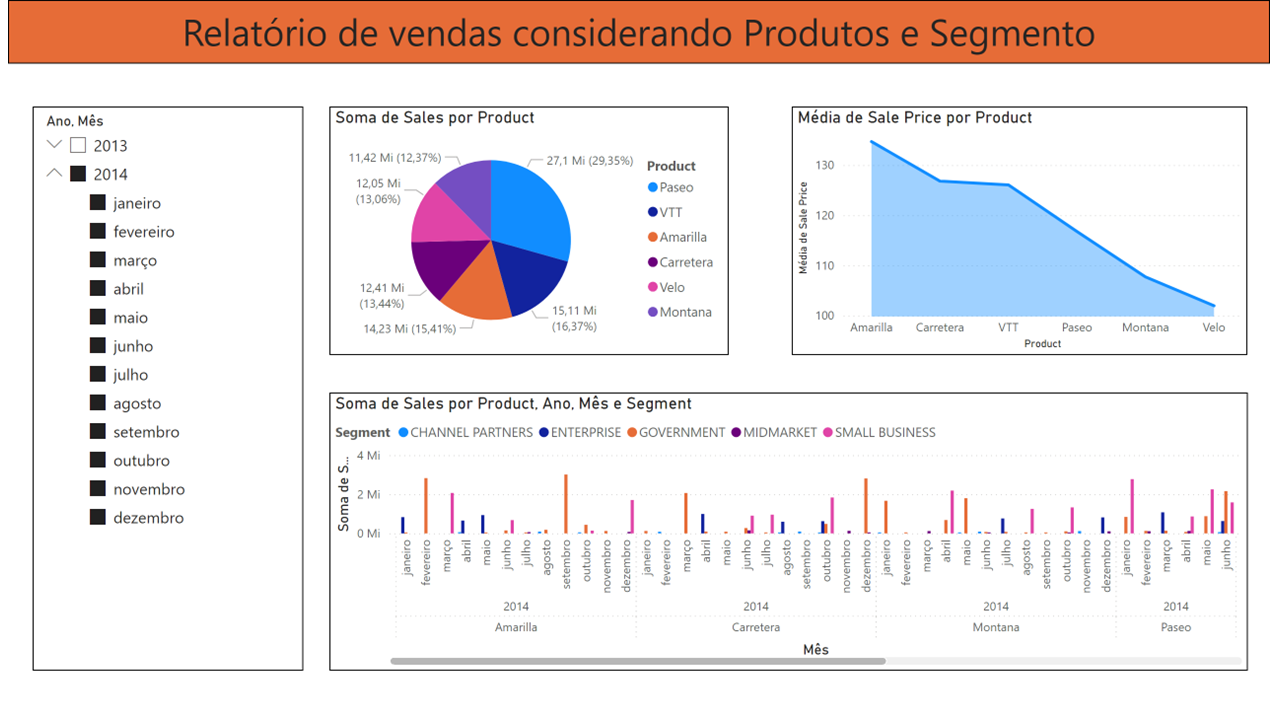 Relatório de vendas considerando Produtos e Segmento
Ano, Mês
2013
2014
janeiro
fevereiro
março
abril
maio
junho
julho
agosto
setembro
outubro
novembro
dezembro
Soma de Sales por Product
11,42 Mi (12,37%)
27,1 Mi (29,35%)
12,05 Mi
(13,06%)
12,41 Mi
(13,44%)
14,23 Mi (15,41%)
15,11 Mi
(16,37%)
Product
Paseo
VTT
Amarilla
Carretera
Velo
Montana
Média de Sale Price por Product
Média de Sale Price
130
120
110
100
Amarilla Carretera VTT Paseo Montana Velo
Product
Soma de Sales por Product, Ano, Mês e Segment
Segment CHANNEL PARTNERS ENTERPRISE GOVERNMENT MIDMARKET SMALL BUSINESS
Soma de S...
4 Mi
2 Mi
0 Mi
janeiro fevereiro março abril maio junho julho agosto setembro outubro novembro dezembro janeiro fevereiro março abril maio junho julho agosto setembro outubro novembro dezembro janeiro fevereiro março abril maio junho julho agosto setembro outubro novembro dezembro janeiro fevereiro março abril maio junho
2014 2014 2014 2014
Amarilla Carretera Montana Paseo
Mês